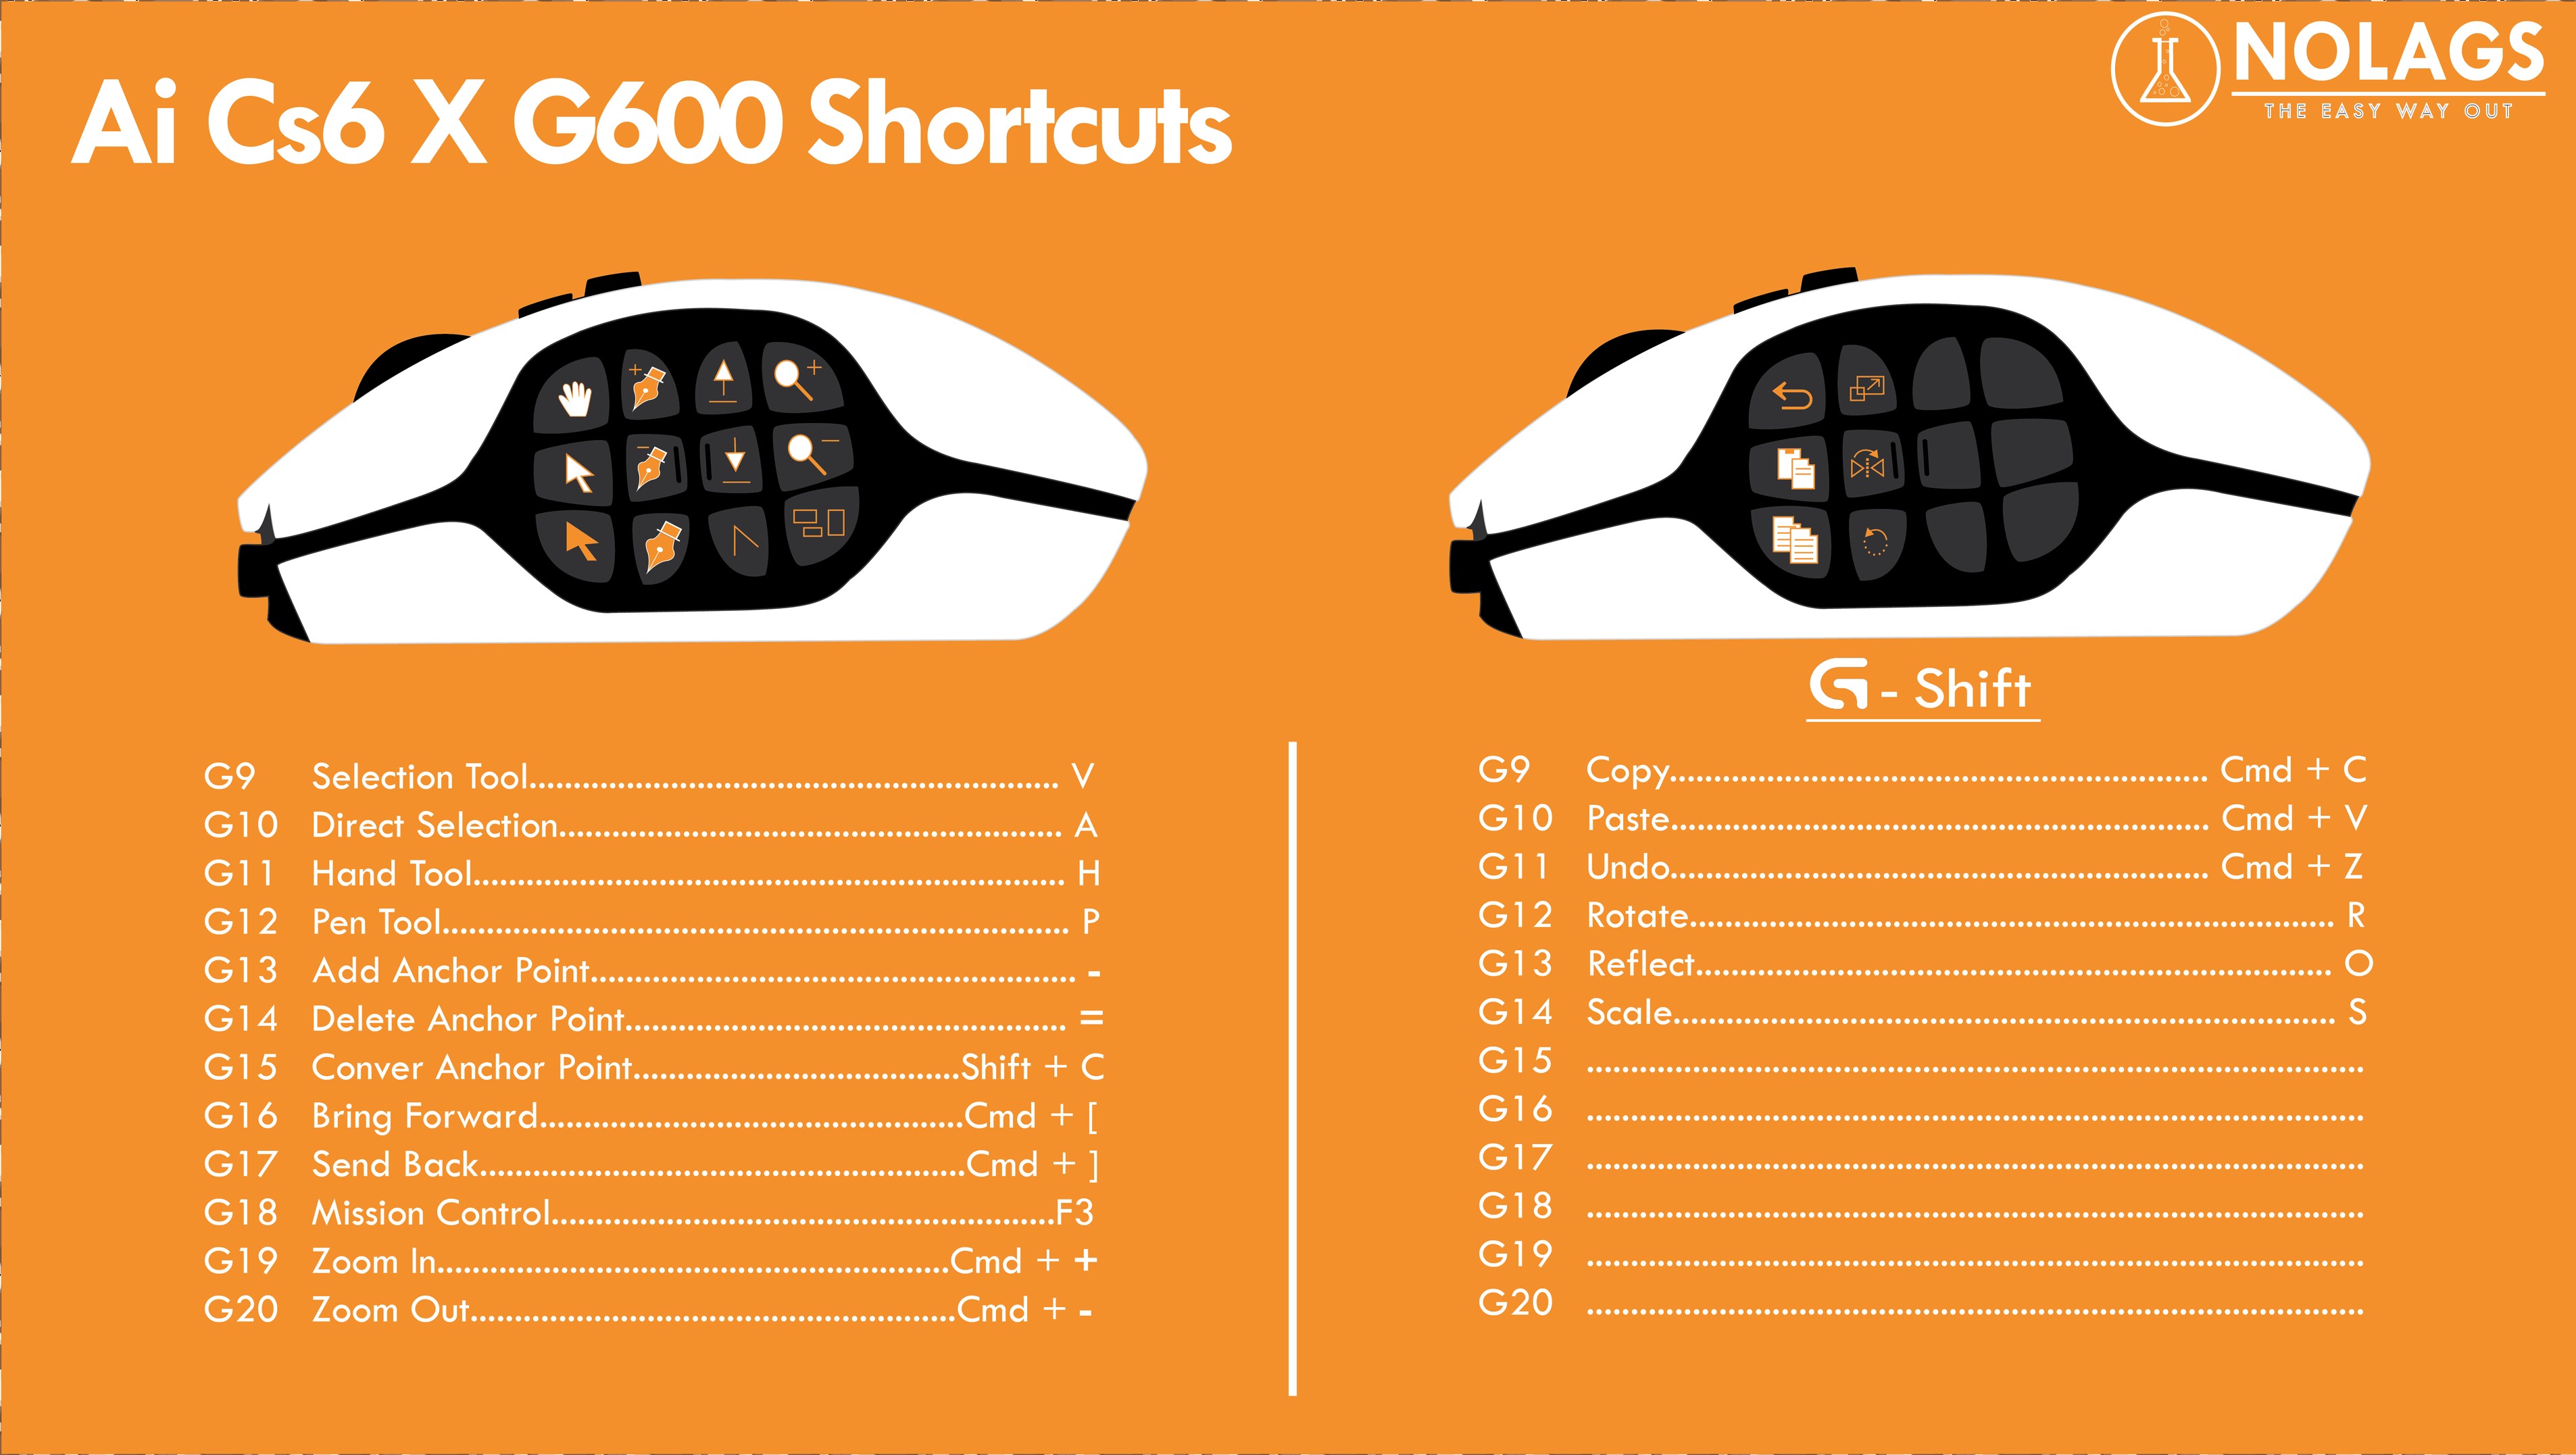 Ai Cs6 X G600 Shortcuts
NOLAGS
THE EASY WAY OUT
G9 Selection Tool............................................................ V
G10 Direct Selection......................................................... A
G11 Hand Tool................................................................... H
G12 Pen Tool....................................................................... P
G13 Add Anchor Point....................................................... -
G14 Delete Anchor Point.................................................. =
G15 Conver Anchor Point.....................................Shift + C
G16 Bring Forward................................................Cmd + [
G17 Send Back.......................................................Cmd + ]
G18 Mission Control.........................................................F3
G19 Zoom In..........................................................Cmd + +
G20 Zoom Out.......................................................Cmd + -
G - Shift
G9 Copy............................................................. Cmd + C
G10 Paste............................................................. Cmd + V
G11 Undo............................................................. Cmd + Z
G12 Rotate......................................................................... R
G13 Reflect........................................................................ O
G14 Scale........................................................................... S
G15 ........................................................................................
G16 ........................................................................................
G17 ........................................................................................
G18 ........................................................................................
G19 ........................................................................................
G20 ........................................................................................